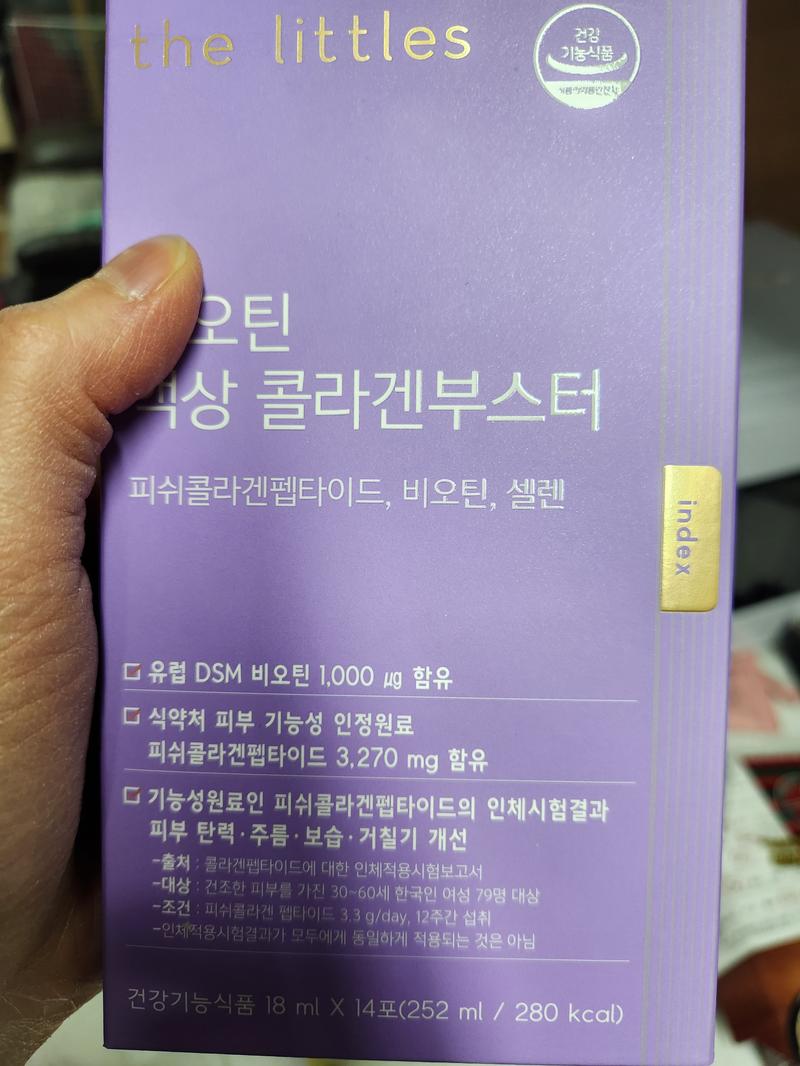 the littles
건강
기능식품
식품의약품안전처
오틴
액상 콜라겐부스터
피쉬콜라겐펩타이드, 비오틴, 셀렌
index
유럽 DSM 비오틴 1,000 ㎍ 함유
식약처 피부 기능성 인정원료
피쉬콜라겐펩타이드 3,270 mg 함유
기능성원료인 피쉬콜라겐펩타이드의 인체시험결과
피부 탄력·주름·보습·거칠기 개선
-출처 : 콜라겐펩타이드에 대한 인체적용시험보고서
-대상 : 건조한 피부를 가진 30~60세 한국인 여성 79명 대상
-조건 : 피쉬콜라겐 펩타이드 3.3 g/day, 12주간 섭취
-인체적용시험결과가 모두에게 동일하게 적용되는 것은 아님
건강기능식품 18 ml X 14포(252 ml / 280 kcal)